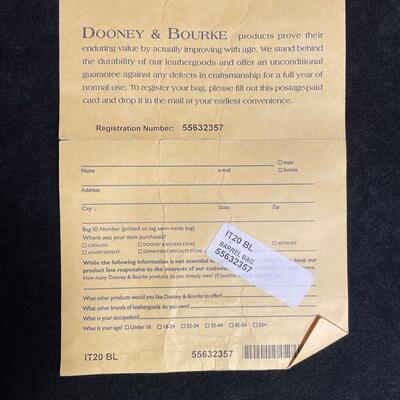 DOONEY & BOURKE products prove their
enduring value by actually improving with age. We stand behind
the durability of our leathergoods and offer an unconditional
guarantee against any defects in craftsmanship for a full year of
normal use. To register your bag, please fill out this postage-paid
card and drop it in the mail at your earliest convenience.
Registration Number: 55632357
male
Name e-mail female
Address
City State Zip
Bag ID Number (printed on tag sewn inside bag)
Where was your item purchased?
CATALOG DOONEY & BOURKE STORE INTERNET
ADVERTISEMENT DEPARTMENT/SPECIALTY STORE
IT20 BL
BARREL BAG
55632357
While the following information is not essential to keep our
product line responsive to the interests of our custom
How many Dooney & Bourke products do you already own?
What other products would you like Dooney & Bourke to offer?
What other brands of leathergoods do you own?
What is your occupation?
What is your age? Under 18 18-24 25-34 35-44 45-54 55+
IT20 BL 55632357